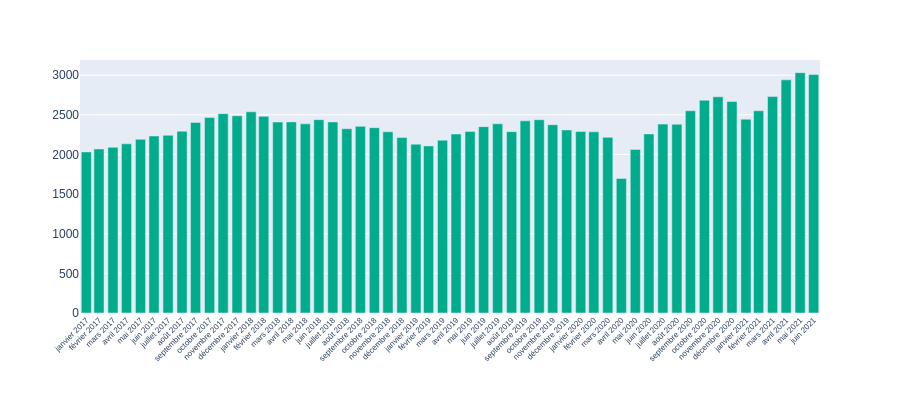 3000
2500
2000
1500
1000
500
0
janvier 2017
février 2017
mars 2017
avril 2017
mai 2017
juin 2017
juillet 2017
août 2017
septembre 2017
octobre 2017
novembre 2017
décembre 2017
janvier 2018
février 2018
mars 2018
avril 2018
mai 2018
juin 2018
juillet 2018
août 2018
septembre 2018
octobre 2018
novembre 2018
décembre 2018
janvier 2019
février 2019
mars 2019
avril 2019
mai 2019
juin 2019
juillet 2019
août 2019
septembre 2019
octobre 2019
novembre 2019
décembre 2019
janvier 2020
février 2020
mars 2020
avril 2020
mai 2020
juin 2020
juillet 2020
août 2020
septembre 2020
octobre 2020
novembre 2020
décembre 2020
janvier 2021
février 2021
mars 2021
avril 2021
mai 2021
juin 2021